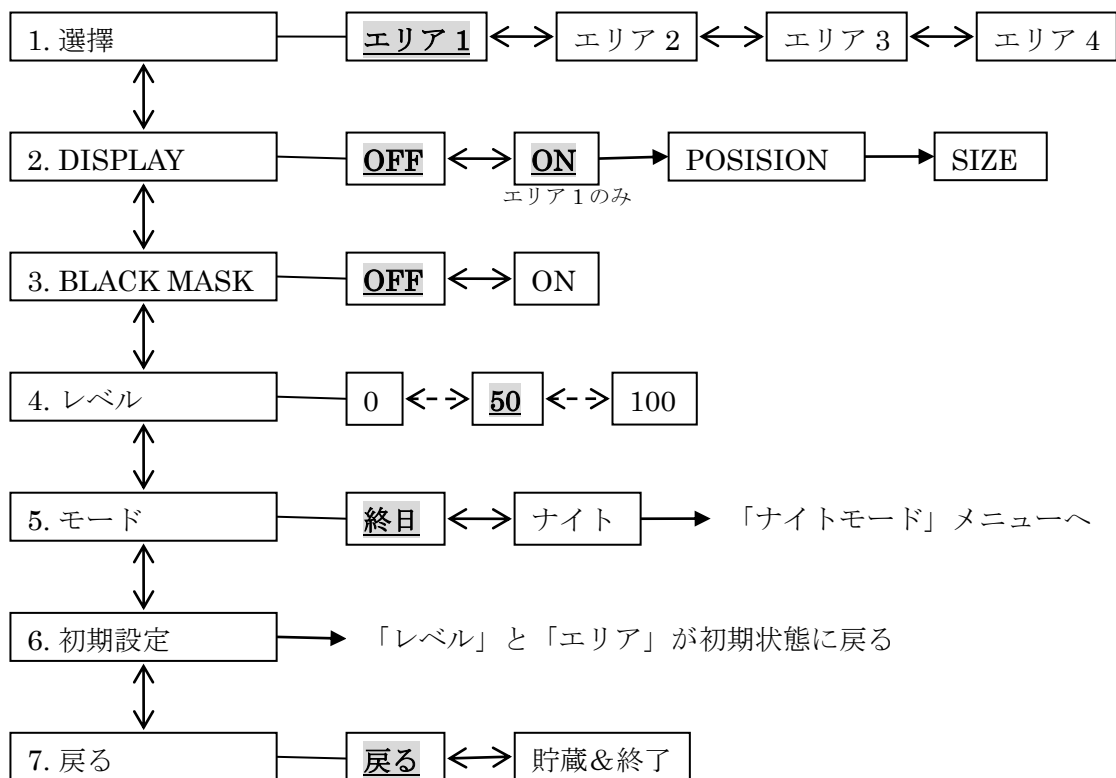 1. 選擇 エリア 1 エリア 2 エリア 3 エリア 4
2. DISPLAY OFF ON POSISION SIZE
エリア 1 のみ
3. BLACK MASK OFF ON
4. レベル 0 50 100
5. モード 終日 ナイト 「ナイトモード」メニューへ
6. 初期設定 「レベル」と「エリア」が初期状態に戻る
7. 戻る 戻る 貯蔵＆終了